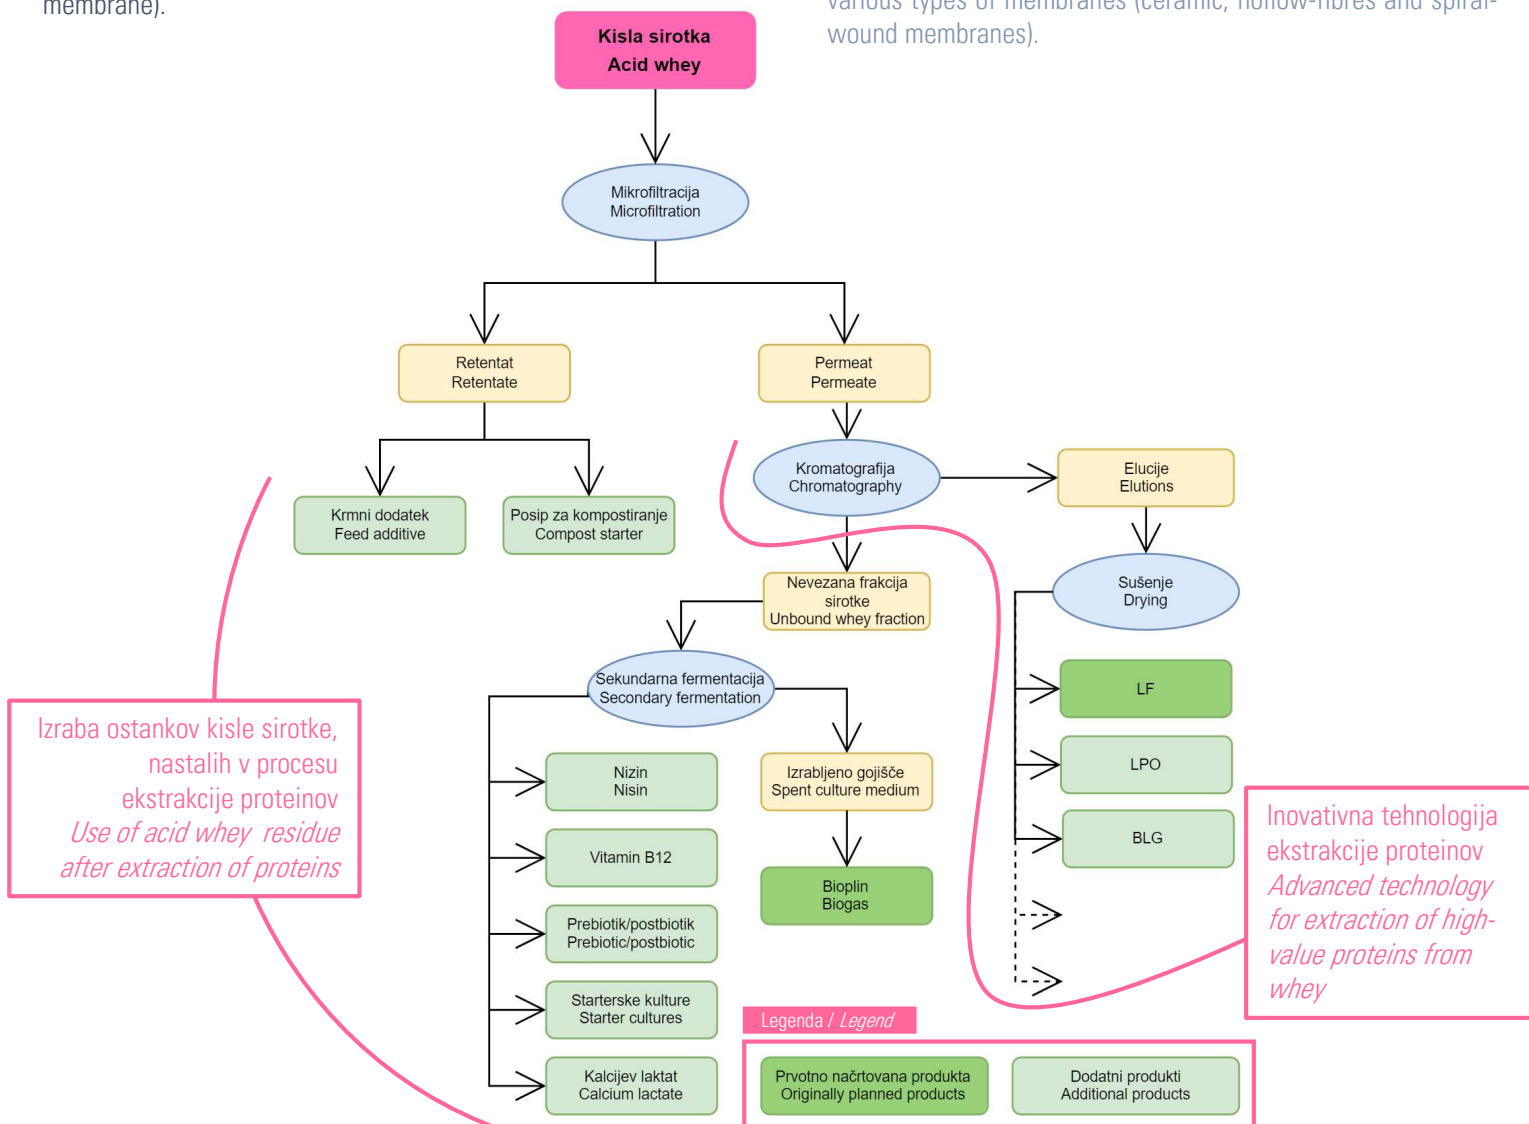 membrane).
various types of membranes (ceramic, hollow-fibres and spiral-
wound membranes).
Kisla sirotka
Acid whey
Mikrofiltracija
Microfiltration
Retentat
Retentate
Permeat
Permeate
Kromatografija
Chromatography
Elucije
Elutions
Krmni dodatek
Feed additive
Posip za kompostiranje
Compost starter
Nevezana frakcija
sirotke
Unbound whey fraction
Sušenje
Drying
Sekundarna fermentacija
Secondary fermentation
LF
LPO
BLG
Izraba ostankov kisle sirotke,
nastalih v procesu
ekstrakcije proteinov
Use of acid whey residue
after extraction of proteins
Nizin
Nisin
Izrabljeno gojišče
Spent culture medium
Vitamin B12
Bioplin
Biogas
Prebiotik/postbiotik
Prebiotic/postbiotic
Starterske kulture
Starter cultures
Kalcijev laktat
Calcium lactate
Inovativna tehnologija
ekstrakcije proteinov
Advanced technology
for extraction of high-
value proteins from
whey
Legenda / Legend
Prvotno načrtovana produkta
Originally planned products
Dodatni produkti
Additional products